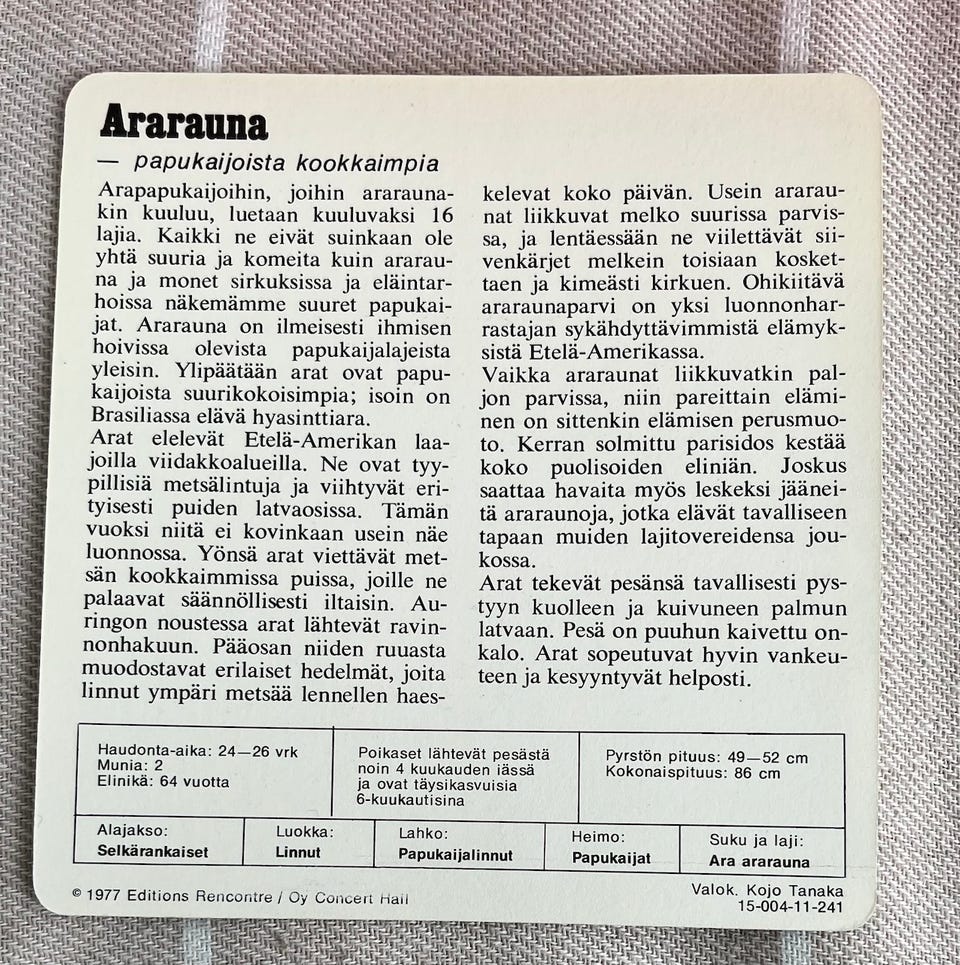 Ararauna
— papukaijoista kookkaimpia
Arapapukaijoihin, joihin ararauna-
kin kuuluu, luetaan kuuluvaksi 16
lajia. Kaikki ne eivät suinkaan ole
yhtä suuria ja komeita kuin ararau-
na ja monet sirkuksissa ja eläintar-
hoissa näkemämme suuret papukai-
jat. Ararauna on ilmeisesti ihmisen
hoivissa olevista papukaijalajeista
yleisin. Ylipäätään arat ovat papu-
kaijoista suurikokoisimpia; isoin on
Brasiliassa elävä hyasinttiara.
Arat elelevät Etelä-Amerikan laa-
joilla viidakkoalueilla. Ne ovat tyy-
pillisiä metsälintuja ja viihtyvät eri-
tyisesti puiden latvaosissa. Tämän
vuoksi niitä ei kovinkaan usein näe
luonnossa. Yönsä arat viettävät met-
sän kookkaimmissa puissa, joille ne
palaavat säännöllisesti iltaisin. Au-
ringon noustessa arat lähtevät ravin-
nonhakuun. Pääosan niiden ruuasta
muodostavat erilaiset hedelmät, joita
linnut ympäri metsää lennellen haes-
kelevat koko päivän. Usein ararau-
nat liikkuvat melko suurissa parvis-
sa, ja lentäessään ne viilettävät sii-
venkärjet melkein toisiaan kosket-
taen ja kimeästi kirkuen. Ohikiitävä
araraunaparvi on yksi luonnonhar-
rastajan sykähdyttävimmistä elämyk-
sistä Etelä-Amerikassa.
Vaikka araraunat liikkuvatkin pal-
jon parvissa, niin pareittain elämi-
nen on sittenkin elämisen perusmuo-
to. Kerran solmittu parisidos kestää
koko puolisoiden eliniän. Joskus
saattaa havaita myös leskeksi jäänei-
tä araraunoja, jotka elävät tavalliseen
tapaan muiden lajitovereidensa jou-
kossa.
Arat tekevät pesänsä tavallisesti pys-
tyyn kuolleen ja kuivuneen palmun
latvaan. Pesä on puuhun kaivettu on-
kalo. Arat sopeutuvat hyvin vankeu-
teen ja kesyyntyvät helposti.
Haudonta-aika: 24—26 vrk
Munia: 2
Elinikä: 64 vuotta
Poikaset lähtevät pesästä
noin 4 kuukauden iässä
ja ovat täysikasvuisia
6-kuukautisina
Pyrstön pituus: 49—52 cm
Kokonaispituus: 86 cm
Alajakso:
Selkärankaiset
Luokka:
Linnut
Lahko:
Papukaijalinnut
Heimo:
Papukaijat
Suku ja laji:
Ara ararauna
© 1977 Editions Rencontre / Oy Concert Hall
Valok. Kojo Tanaka
15-004-11-241